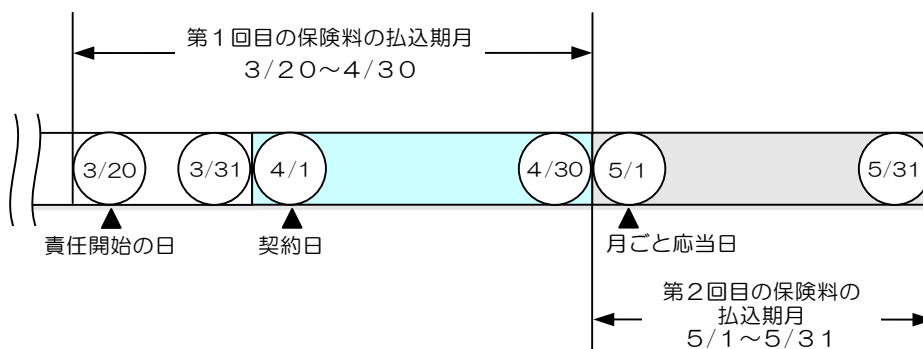 第１回目の保険料の払込期月
３/２０～４/３０
３/２０
３/３１
４/１
４/３０
５/１
５/３１
責任開始の日
契約日
月ごと応当日
第２回目の保険料の
払込期月
５/１～５/３１